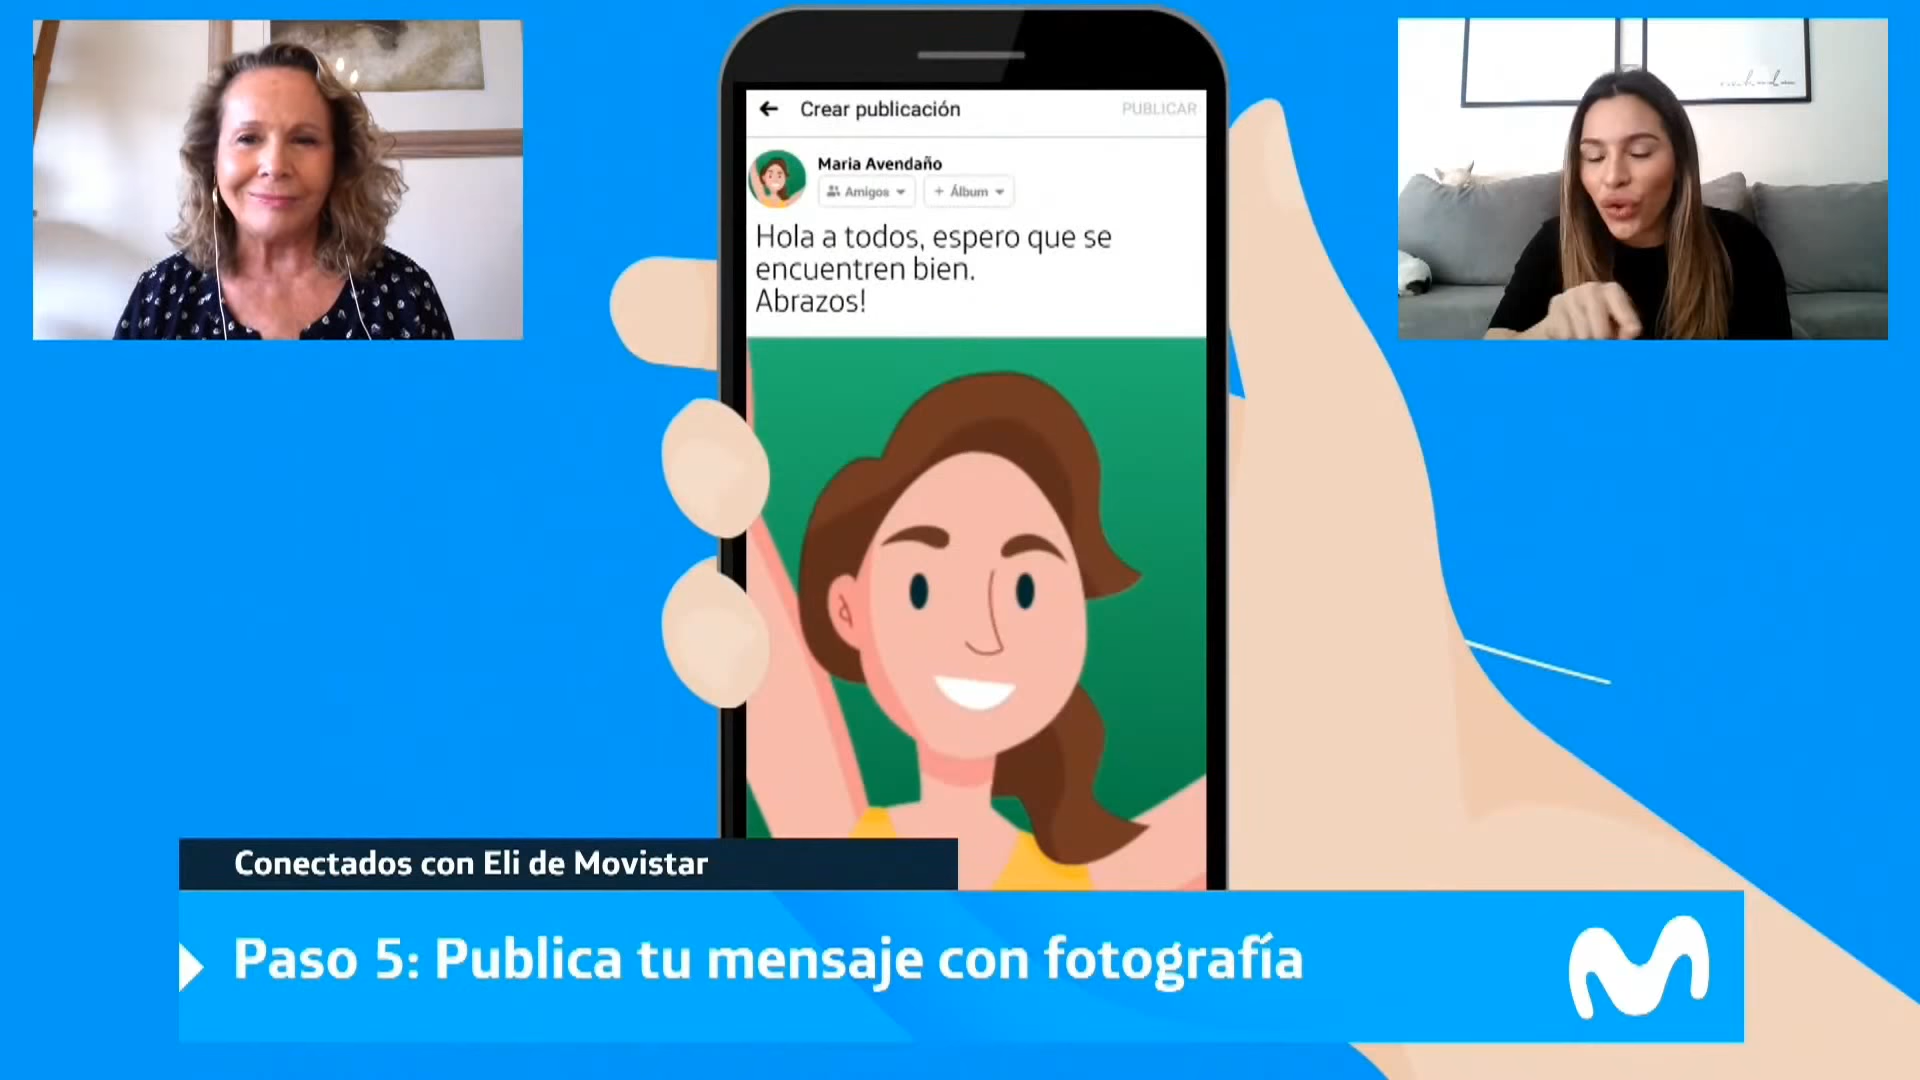 Crear publicación
PUBLICAR
Maria Avendaño
Amigos
+ Álbum
Hola a todos, espero que se
encuentren bien.
Abrazos!
Conectados con Eli de Movistar
Paso 5: Publica tu mensaje con fotografía